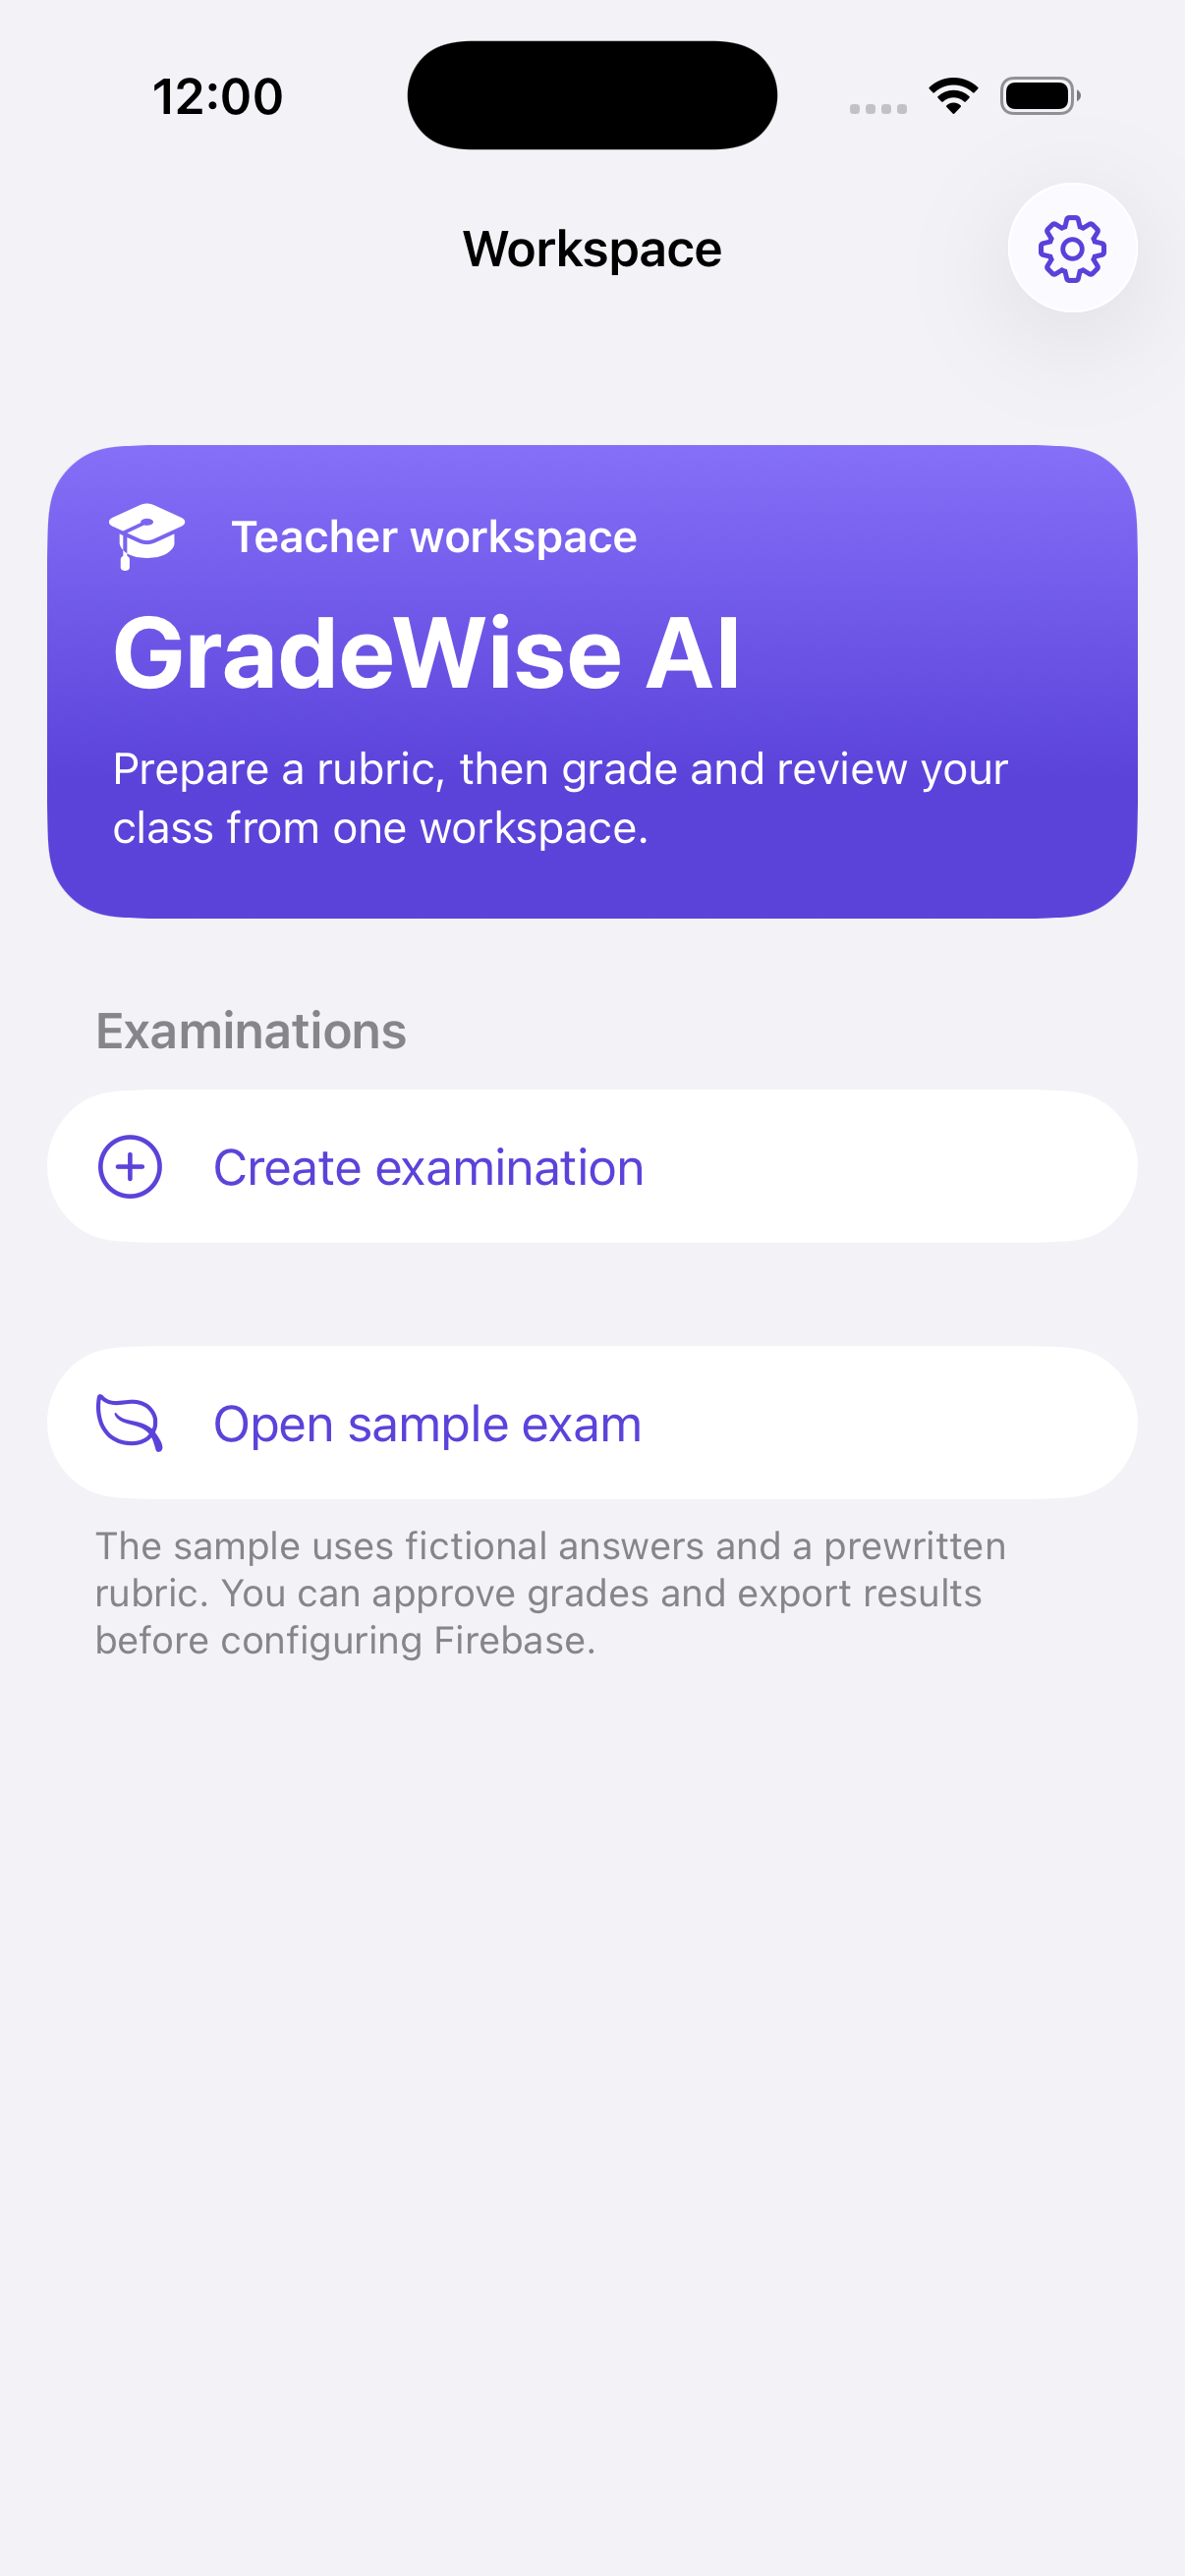 12:00
Workspace
Teacher workspace
GradeWise AI
Prepare a rubric, then grade and review your
class from one workspace.
Examinations
Create examination
Open sample exam
The sample uses fictional answers and a prewritten
rubric. You can approve grades and export results
before configuring Firebase.